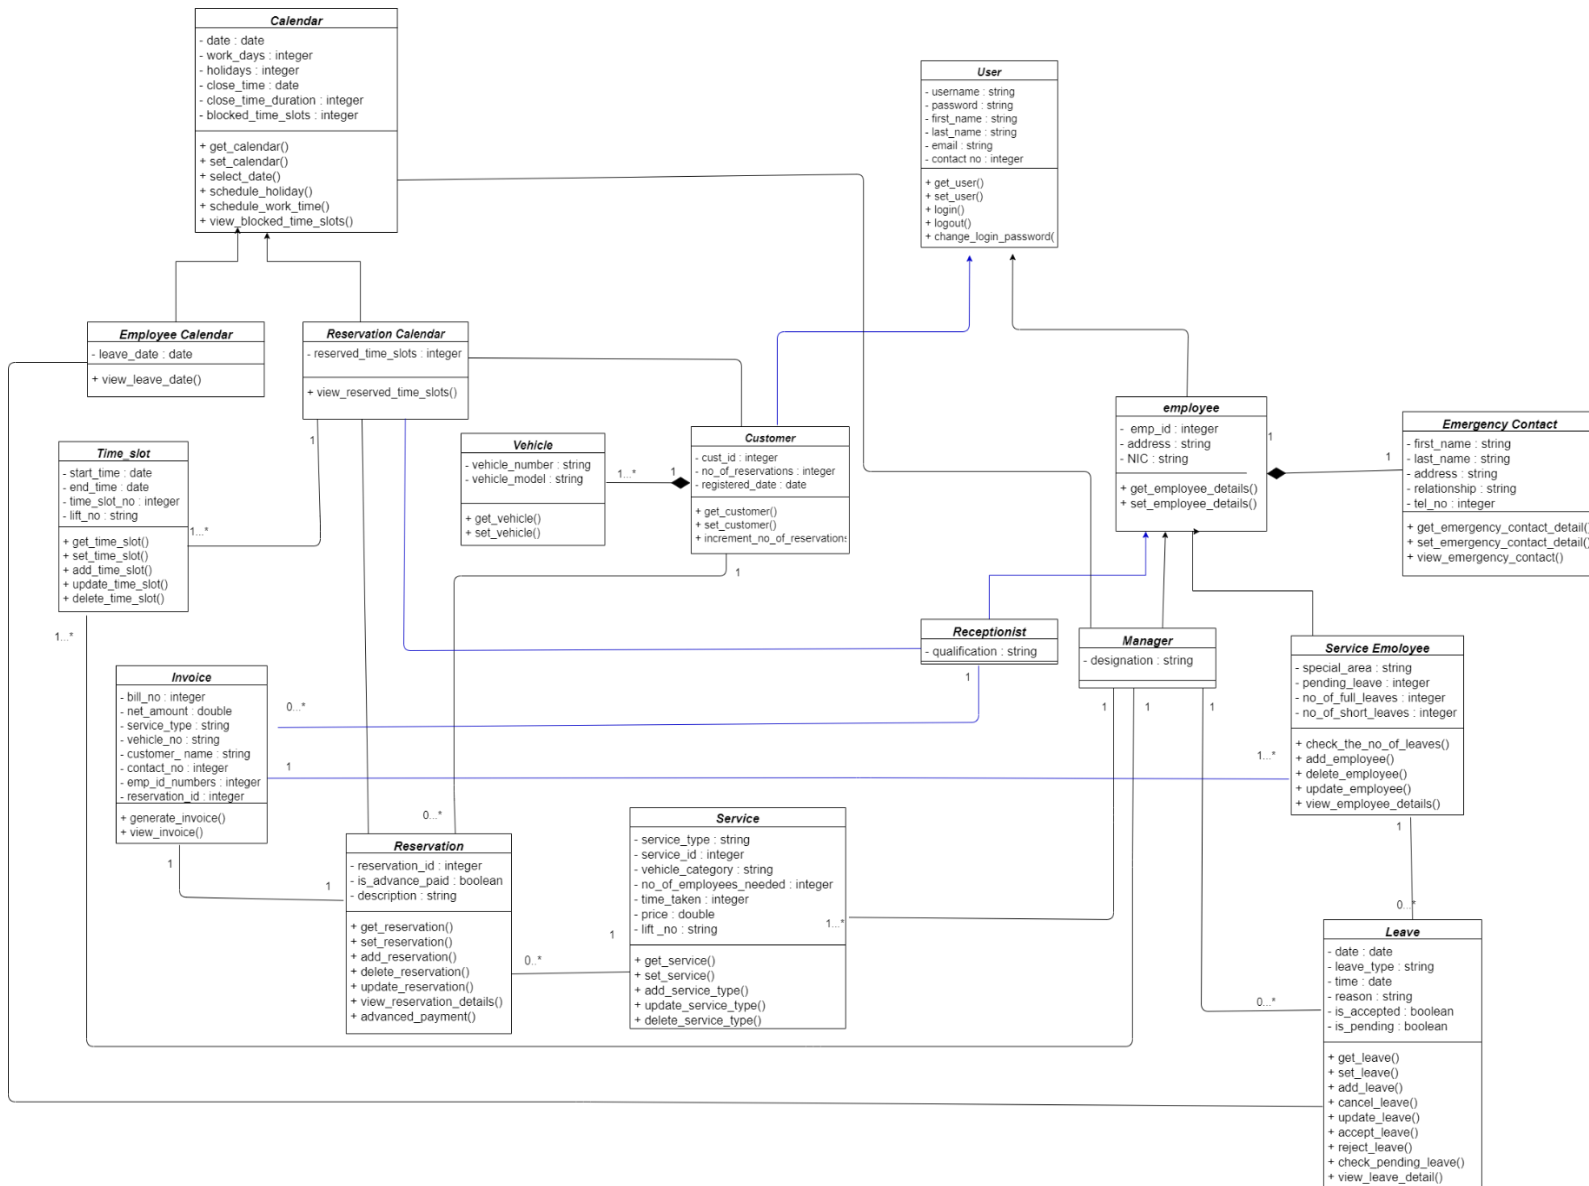 Calendar
- date : date
- work_days : integer
- holidays : integer
- close_time : date
- close_time_duration : integer
- blocked_time_slots : integer
+ get_calendar()
+ set_calendar()
+ select_date()
+ schedule_holiday()
+ schedule_work_time()
+ view_blocked_time_slots()
User
- username : string
- password : string
- first_name : string
- last_name : string
- email : string
- contact no : integer
+ get_user()
+ set_user()
+ login()
+ logout()
+ change_login_password(
Employee Calendar
- leave_date : date
+ view_leave_date()
Reservation Calendar
- reserved_time_slots : integer
+ view_reserved_time_slots()
1
Time_slot
- start_time : date
- end_time : date
- time_slot_no : integer
- lift_no : string
+ get_time_slot()
+ set_time_slot()
+ add_time_slot()
+ update_time_slot()
+ delete_time_slot()
1...*
1...*
Vehicle
- vehicle_number : string
- vehicle_model : string
+ get_vehicle()
+ set_vehicle()
1...*
1
Customer
- cust_id : integer
- no_of_reservations : integer
- registered_date : date
+ get_customer()
+ set_customer()
+ increment_no_of_reservations
1
employee
- emp_id : integer
- address : string
- NIC : string
+ get_employee_details()
+ set_employee_details()
1
1
Emergency Contact
- first_name : string
- last_name : string
- address : string
- relationship : string
- tel_no : integer
+ get_emergency_contact_detail()
+ set_emergency_contact_detail()
+ view_emergency_contact()
Receptionist
- qualification : string
1
Manager
- designation : string
1
1
1
Service Emoloyee
- special_area : string
- pending_leave : integer
- no_of_full_leaves : integer
- no_of_short_leaves : integer
+ check_the_no_of_leaves()
+ add_employee()
+ delete_employee()
+ update_employee()
+ view_employee_details()
1...*
1
Invoice
- bill_no : integer
- net_amount : double
- service_type : string
- vehicle_no : string
- customer_ name : string
- contact_no : integer
- emp_id_numbers : integer
- reservation_id : integer
+ generate_invoice()
+ view_invoice()
0...*
1
1
1
0...*
Reservation
- reservation_id : integer
- is_advance_paid : boolean
- description : string
+ get_reservation()
+ set_reservation()
+ add_reservation()
+ delete_reservation()
+ update_reservation()
+ view_reservation_details()
+ advanced_payment()
0..*
1
Service
- service_type : string
- service_id : integer
- vehicle_category : string
- no_of_employees_needed : integer
- time_taken : integer
- price : double
- lift _no : string
+ get_service()
+ set_service()
+ add_service_type()
+ update_service_type()
+ delete_service_type()
1...*
0...*
0...*
Leave
- date : date
- leave_type : string
- time : date
- reason : string
- is_accepted : boolean
- is_pending : boolean
+ get_leave()
+ set_leave()
+ add_leave()
+ cancel_leave()
+ update_leave()
+ accept_leave()
+ reject_leave()
+ check_pending_leave()
+ view_leave_detail()